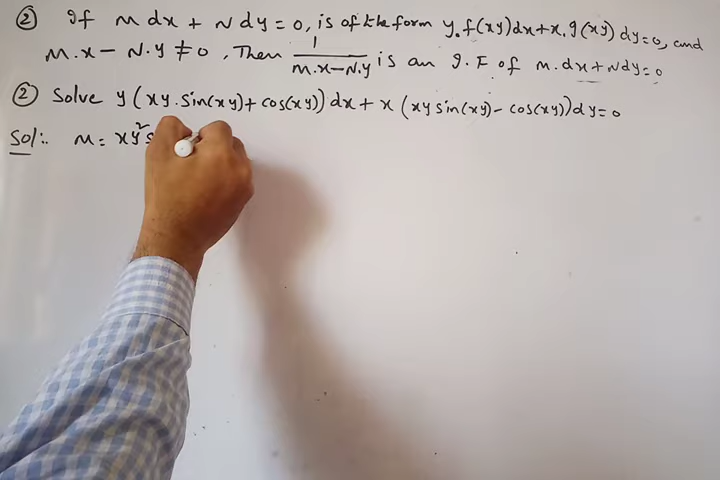 ② If M dx + N dy = 0, is of the form y.f(xy)dx + x.g(xy) dy = 0, and
M.x − N.y ≠ 0, Then 1/(M.x − N.y) is an I.F of M.dx + N dy = 0
② Solve y(xy.sin(xy) + cos(xy))dx + x(xy sin(xy) − cos(xy))dy = 0
Sol:. M = xy² s